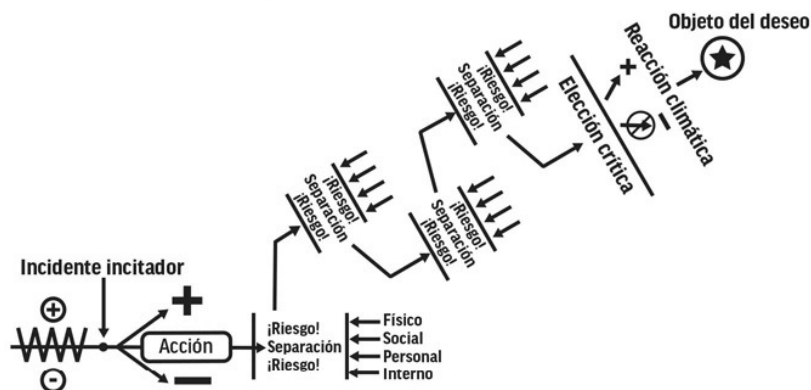 Objeto del deseo
Reacción climática
+
-
Elección crítica
¡Riesgo!
Separación
¡Riesgo!
¡Riesgo!
Separación
¡Riesgo!
¡Riesgo!
Separación
¡Riesgo!
Incidente incitador
+
-
+
-
Acción
¡Riesgo!
Separación
¡Riesgo!
Físico
Social
Personal
Interno